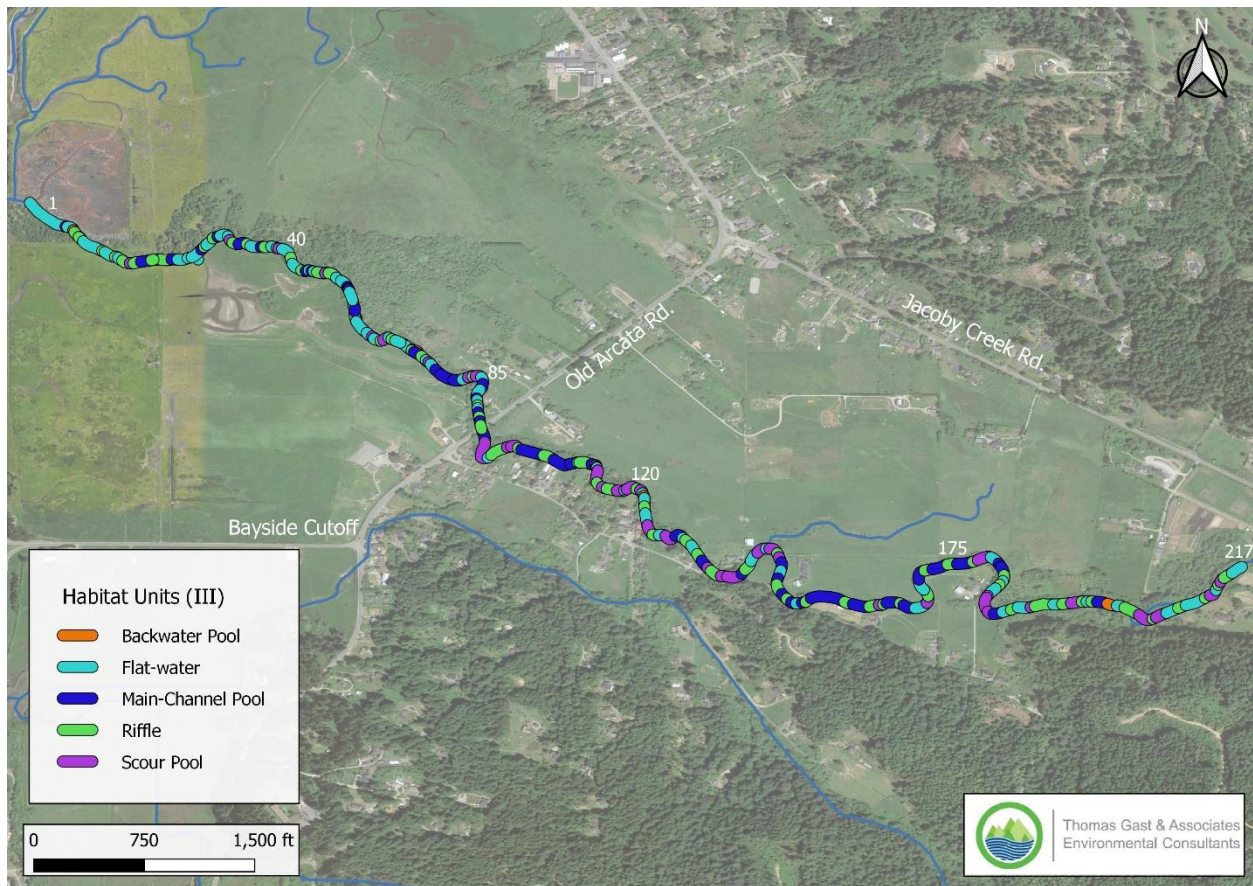 N
1
40
Jacoby Creek Rd.
Old Arcata Rd.
85
120
Bayside Cutoff
175
217
Habitat Units (III)
Backwater Pool
Flat-water
Main-Channel Pool
Riffle
Scour Pool
0 750 1,500 ft
Thomas Gast & Associates
Environmental Consultants